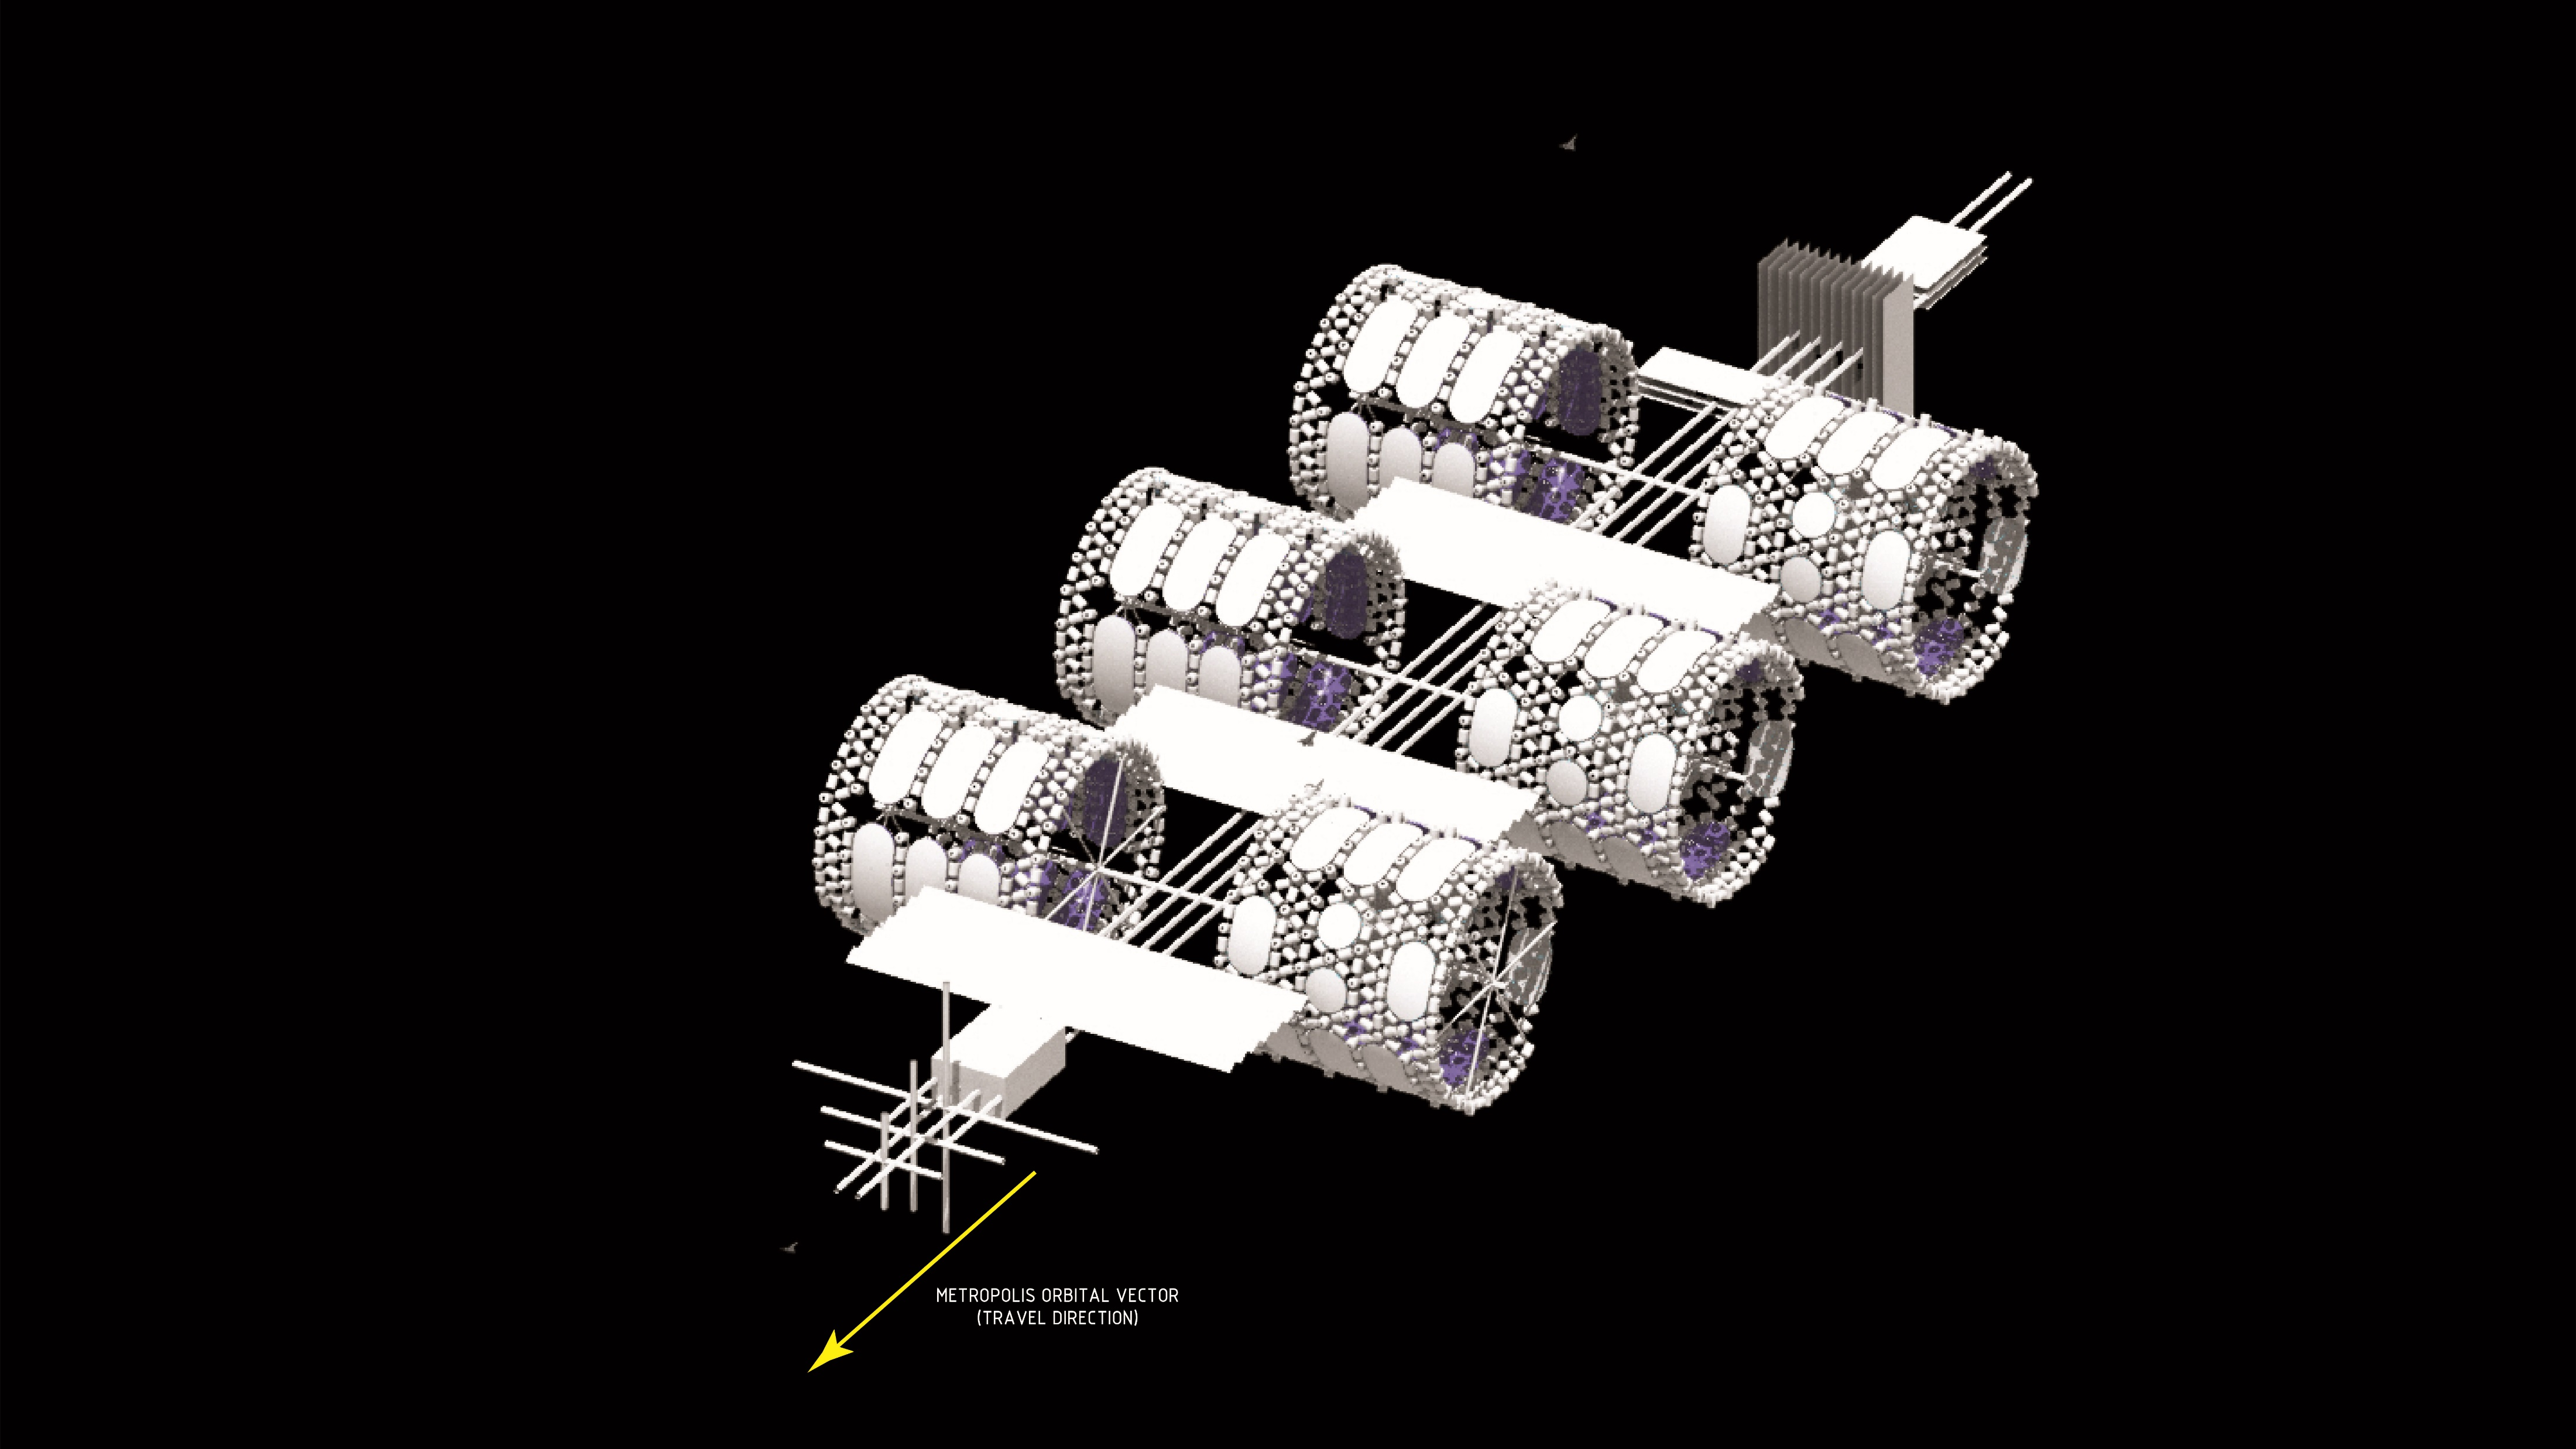 METROPOLIS ORBITAL VECTOR
(TRAVEL DIRECTION)